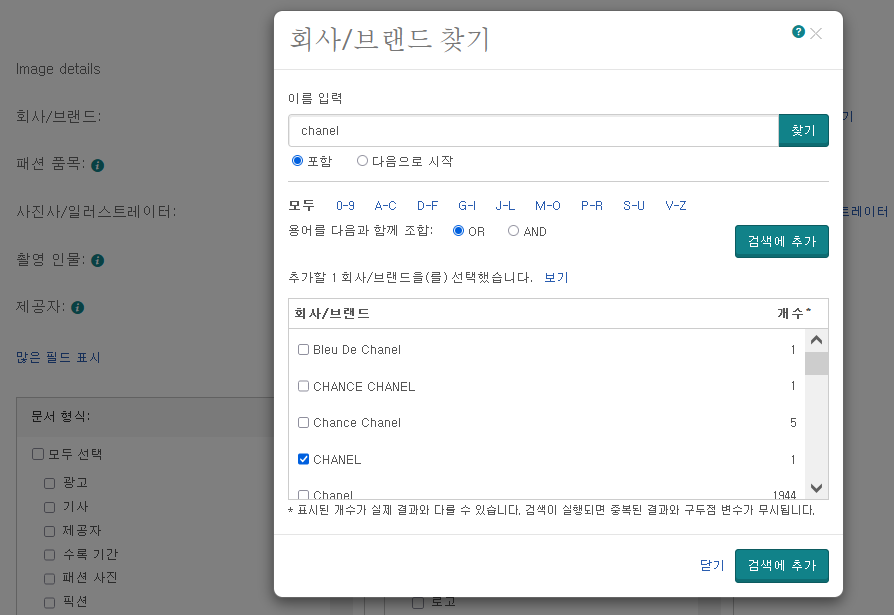 회사/브랜드 찾기
?
Image details
이름 입력
회사/브랜드:
chanel 찾기
기
패션 품목: i
포함 다음으로 시작
모두 0-9 A-C D-F G-I J-L M-O P-R S-U V-Z
사진사/일러스트레이터:
트레이터
용어를 다음과 함께 조합: OR AND
검색에 추가
촬영 인물: i
추가할 1 회사/브랜드을(를) 선택했습니다. 보기
제공자: i
회사/브랜드 개수*
Bleu De Chanel 1
많은 필드 표시
CHANCE CHANEL 1
문서 형식:
Chance Chanel 5
모두 선택
CHANEL 1
광고
Chanel 1944
기사
* 표시된 개수가 실제 결과와 다를 수 있습니다. 검색이 실행되면 중복된 결과와 구두점 변수가 무시됩니다.
제공자
수록 기간
닫기 검색에 추가
패션 사진
픽션
로고